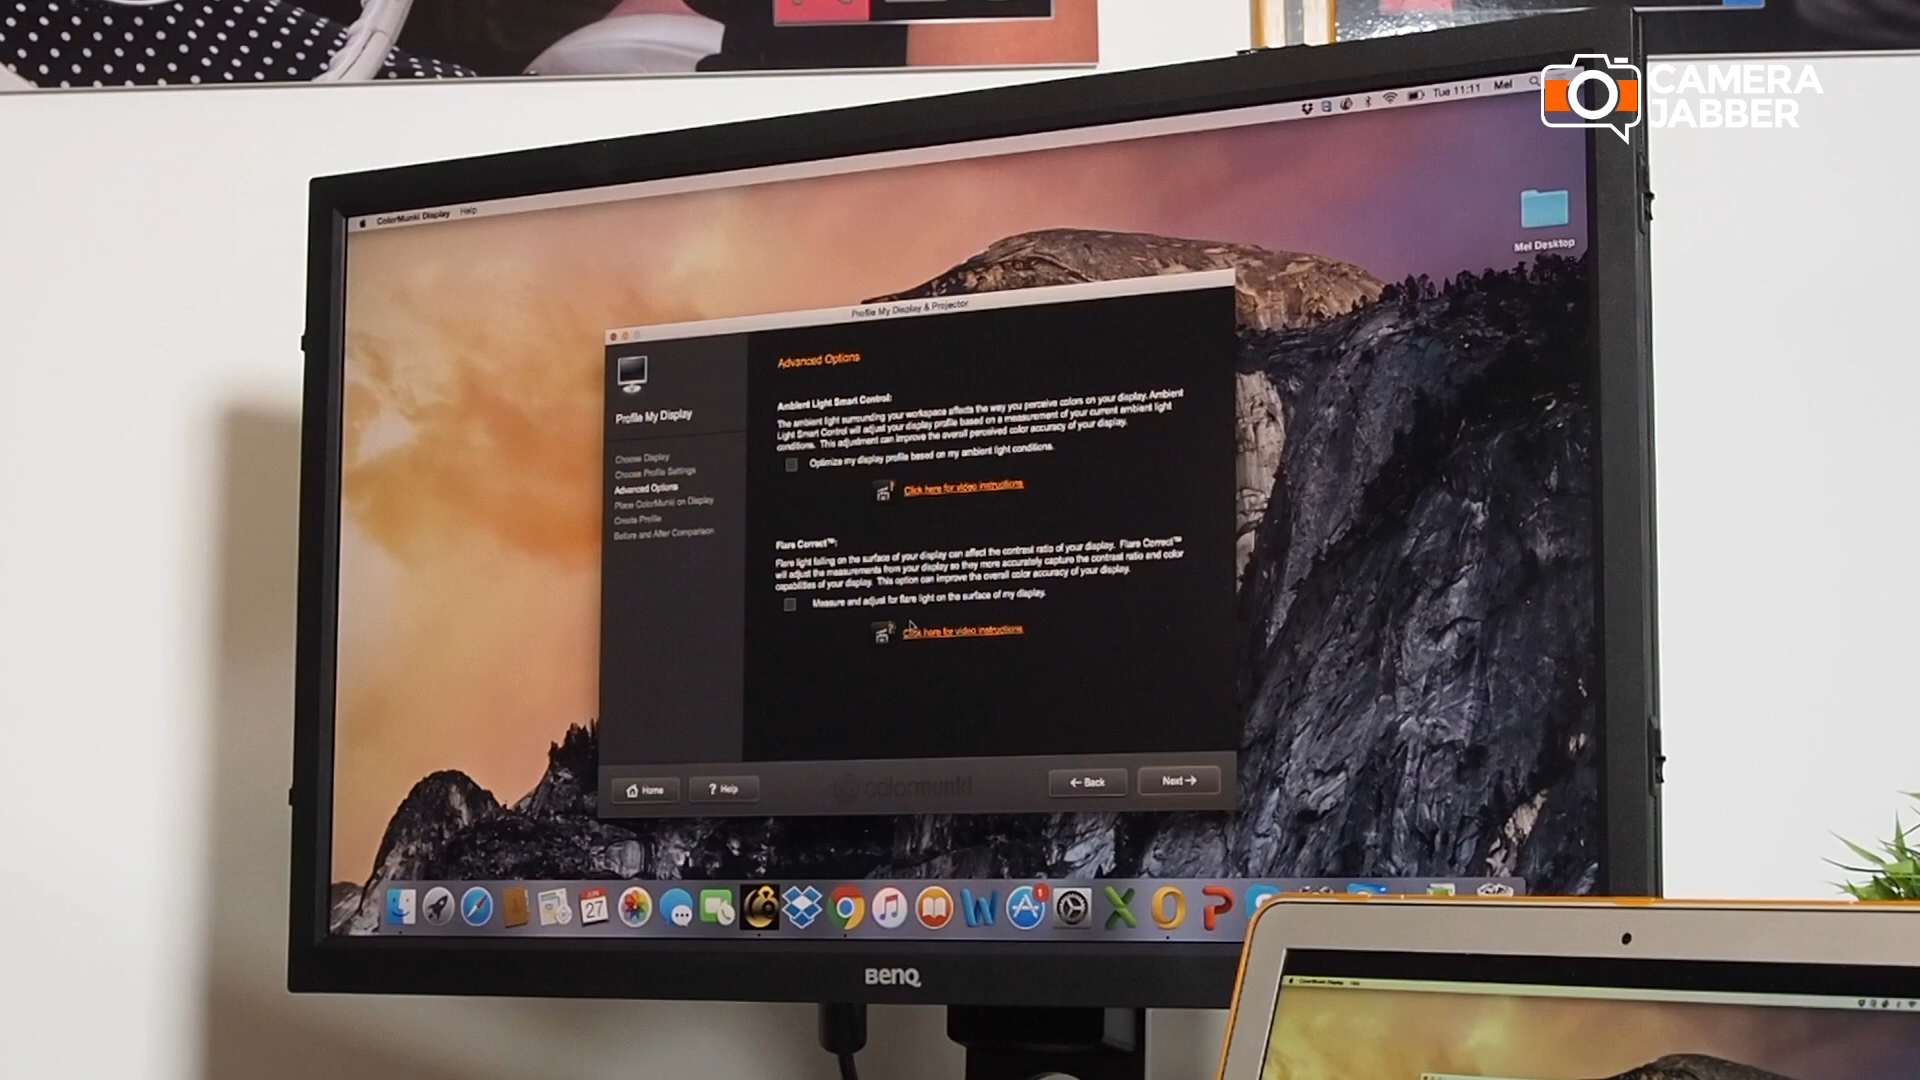 CAMERA
JABBER
ColorMunki Display Help
Tue 11:11 Mel
Mel Desktop
Profile My Display & Projector
Profile My Display
Choose Display
Choose Profile Settings
Advanced Options
Place ColorMunki on Display
Create Profile
Before and After Comparison
Advanced Options
Ambient Light Smart Control:
The ambient light surrounding your workspace affects the way you perceive colors on your display. Ambient
Light Smart Control will adjust your display profile based on a measurement of your current ambient light
conditions. This adjustment can improve the overall perceived color accuracy of your display.
Optimize my display profile based on my ambient light conditions.
Click here for video instructions
Flare Correct™:
Flare light falling on the surface of your display can affect the contrast ratio of your display. Flare Correct™
will adjust the measurements from your display so they more accurately capture the contrast ratio and color
capabilities of your display. This option can improve the overall color accuracy of your display.
Measure and adjust for flare light on the surface of my display.
Click here for video instructions
Home
? Help
colormunki
Back
Next
JUN
27
1
BenQ
ColorMunki Display